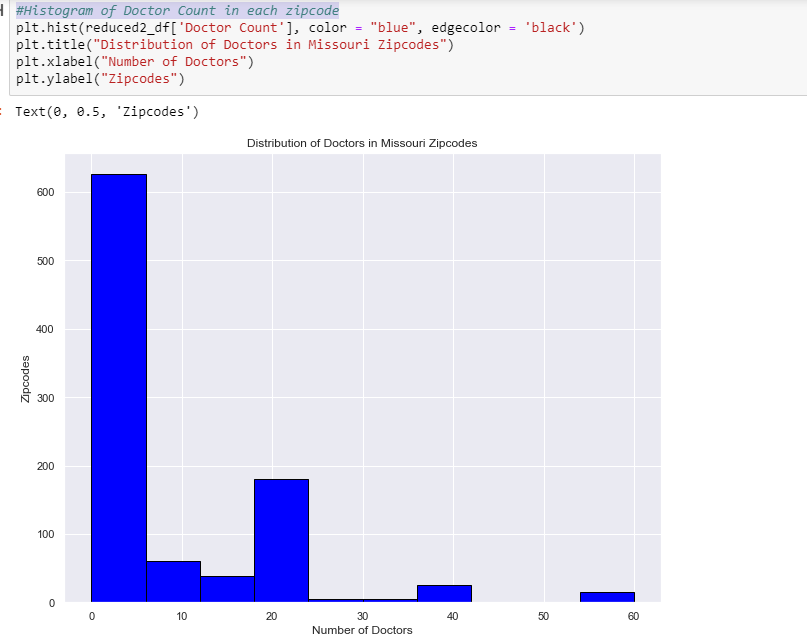 #Histogram of Doctor Count in each zipcode
plt.hist(reduced2_df['Doctor Count'], color = "blue", edgecolor = 'black')
plt.title("Distribution of Doctors in Missouri Zipcodes")
plt.xlabel("Number of Doctors")
plt.ylabel("Zipcodes")
Text(0, 0.5, 'Zipcodes')
Distribution of Doctors in Missouri Zipcodes
600
500
400
300
200
100
0
Zipcodes
0 10 20 30 40 50 60
Number of Doctors